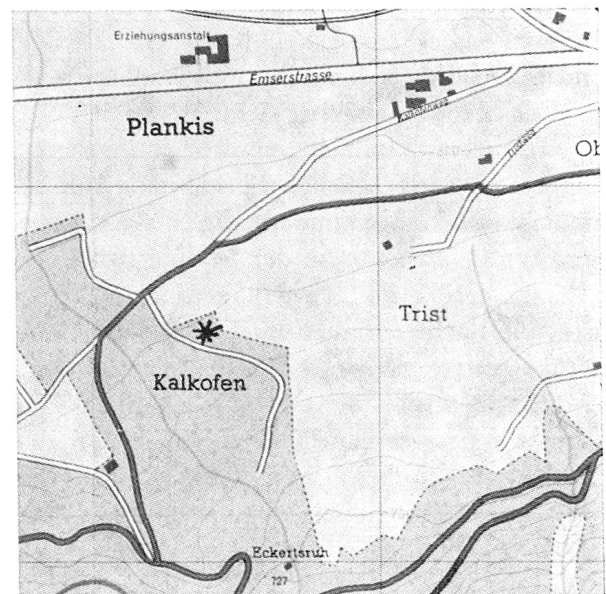 Erziehungsanstalt
Emserstrasse
Plankis
Ob
Trist
Kalkofen
Eckertsruh
727